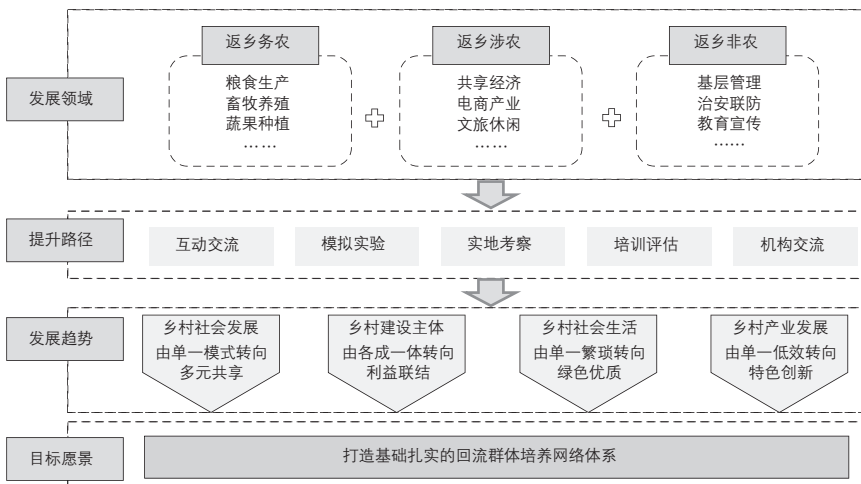 发展领域
返乡务农
粮食生产
畜牧养殖
蔬果种植
……
返乡涉农
共享经济
电商产业
文旅休闲
……
返乡非农
基层管理
治安联防
教育宣传
……
提升路径
互动交流
模拟实验
实地考察
培训评估
机构交流
发展趋势
乡村社会发展
由单一模式转向
多元共享
乡村建设主体
由各成一体转向
利益联结
乡村社会生活
由单一繁琐转向
绿色优质
乡村产业发展
由单一低效转向
特色创新
目标愿景
打造基础扎实的回流群体培养网络体系